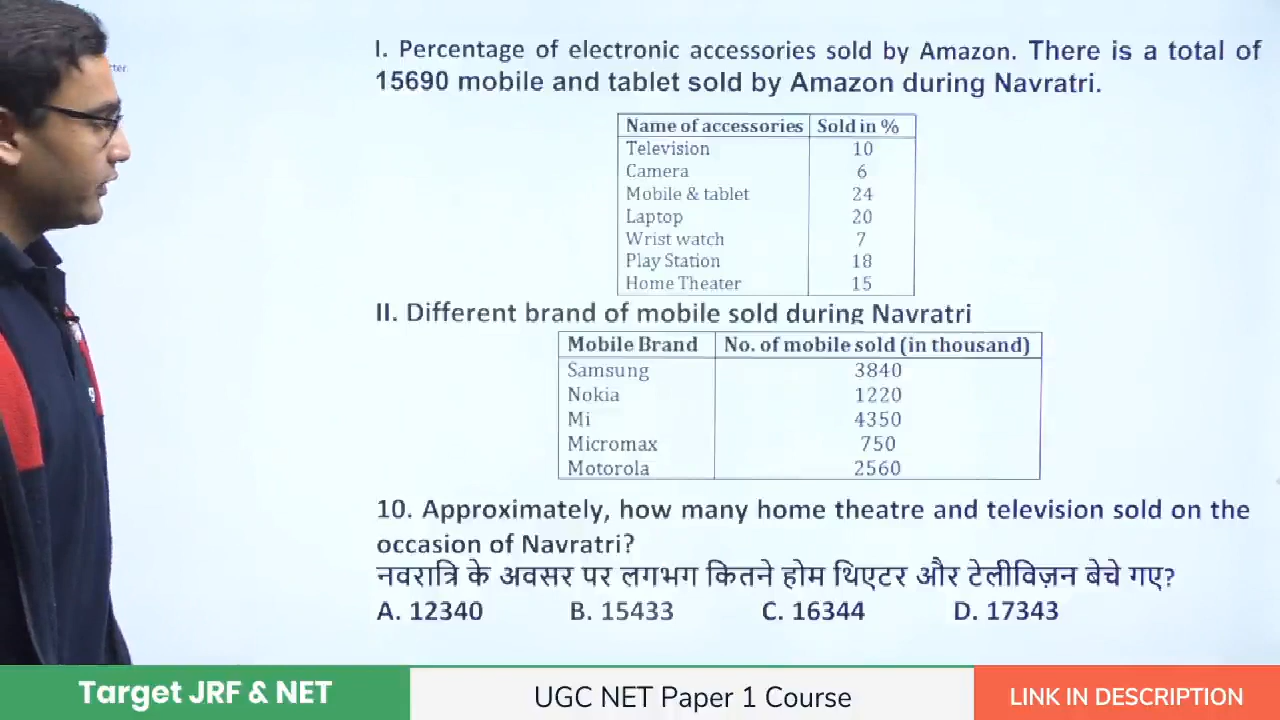 ter.
I. Percentage of electronic accessories sold by Amazon. There is a total of
15690 mobile and tablet sold by Amazon during Navratri.
Name of accessories Sold in %
Television 10
Camera 6
Mobile & tablet 24
Laptop 20
Wrist watch 7
Play Station 18
Home Theater 15
II. Different brand of mobile sold during Navratri
Mobile Brand No. of mobile sold (in thousand)
Samsung 3840
Nokia 1220
Mi 4350
Micromax 750
Motorola 2560
10. Approximately, how many home theatre and television sold on the
occasion of Navratri?
नवरात्रि के अवसर पर लगभग कितने होम थिएटर और टेलीविज़न बेचे गए?
A. 12340 B. 15433 C. 16344 D. 17343
Target JRF & NET UGC NET Paper 1 Course LINK IN DESCRIPTION